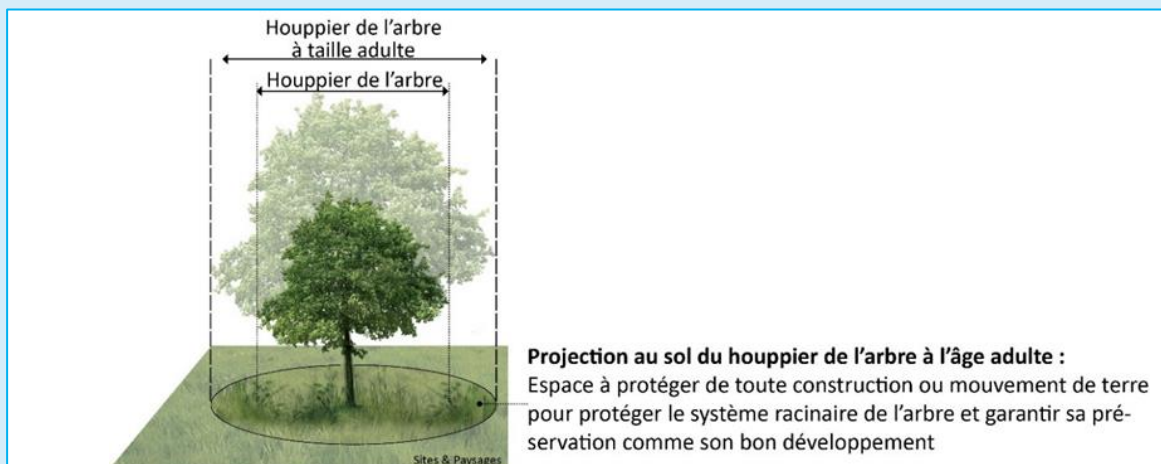 Houppier de l’arbre
à taille adulte
Houppier de l’arbre
Projection au sol du houppier de l’arbre à l’âge adulte :
Espace à protéger de toute construction ou mouvement de terre
pour protéger le système racinaire de l’arbre et garantir sa pré-
servation comme son bon développement
Sites & Paysages